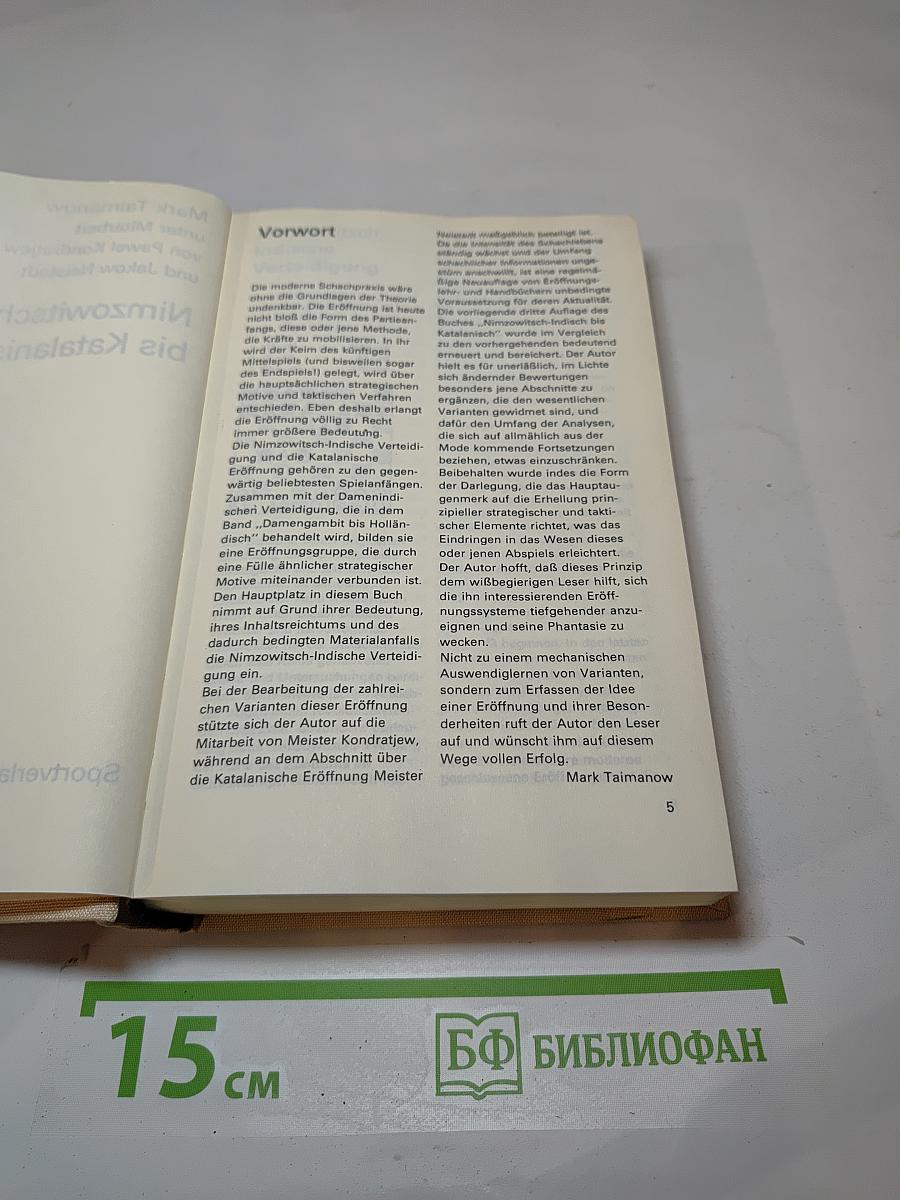 Vorwort
Die moderne Schachpraxis wäre
ohne die Grundlagen der Theorie
undenkbar. Die Eröffnung ist heute
nicht bloß die Form des Partiean-
fangs, diese oder jene Methode,
die Kräfte zu mobilisieren. In ihr
wird der Keim des künftigen
Mittelspiels (und bisweilen sogar
des Endspiels!) gelegt, wird über
die hauptsächlichen strategischen
Motive und taktischen Verfahren
entschieden. Eben deshalb erlangt
die Eröffnung völlig zu Recht
immer größere Bedeutung.
Die Nimzowitsch-Indische Verteidi-
gung und die Katalanische
Eröffnung gehören zu den gegen-
wärtig beliebtesten Spielanfängen.
Zusammen mit der Damenindi-
schen Verteidigung, die in dem
Band „Damengambit bis Hollän-
disch" behandelt wird, bilden sie
eine Eröffnungsgruppe, die durch
eine Fülle ähnlicher strategischer
Motive miteinander verbunden ist.
Den Hauptplatz in diesem Buch
nimmt auf Grund ihrer Bedeutung,
ihres Inhaltsreichtums und des
dadurch bedingten Materialanfalls
die Nimzowitsch-Indische Verteidi-
gung ein.
Bei der Bearbeitung der zahlrei-
chen Varianten dieser Eröffnung
stützte sich der Autor auf die
Mitarbeit von Meister Kondratjew,
während an dem Abschnitt über
die Katalanische Eröffnung Meister
Neistadt maßgeblich beteiligt ist.
Da die Intensität des Schachlebens
ständig wächst und der Umfang
schachlicher Informationen unge-
stüm anschwillt, ist eine regelmä-
ßige Neuauflage von Eröffnungs-
lehr- und Handbüchern unbedingte
Voraussetzung für deren Aktualität.
Die vorliegende dritte Auflage des
Buches „Nimzowitsch-Indisch bis
Katalanisch" wurde im Vergleich
zu den vorhergehenden bedeutend
erneuert und bereichert. Der Autor
hielt es für unerläßlich, im Lichte
sich ändernder Bewertungen
besonders jene Abschnitte zu
ergänzen, die den wesentlichen
Varianten gewidmet sind, und
dafür den Umfang der Analysen,
die sich auf allmählich aus der
Mode kommende Fortsetzungen
beziehen, etwas einzuschränken.
Beibehalten wurde indes die Form
der Darlegung, die das Hauptau-
genmerk auf die Erhellung prin-
zipieller strategischer und takti-
scher Elemente richtet, was das
Eindringen in das Wesen dieses
oder jenen Abspiels erleichtert.
Der Autor hofft, daß dieses Prinzip
dem wißbegierigen Leser hilft, sich
die ihn interessierenden Eröff-
nungssysteme tiefgehender anzu-
eignen und seine Phantasie zu
wecken.
Nicht zu einem mechanischen
Auswendiglernen von Varianten,
sondern zum Erfassen der Idee
einer Eröffnung und ihrer Beson-
derheiten ruft der Autor den Leser
auf und wünscht ihm auf diesem
Wege vollen Erfolg.
Mark Taimanow
5
15 см
БФ БИБЛИОФАН